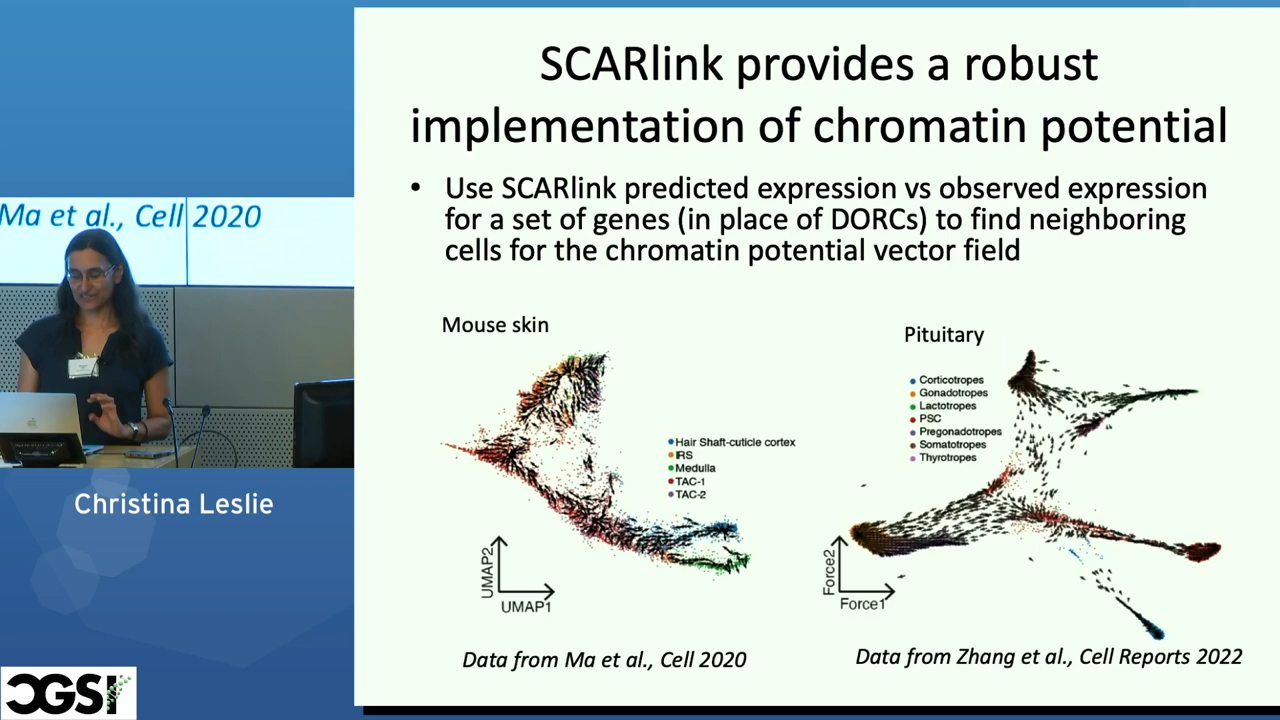 SCARlink provides a robust
implementation of chromatin potential
• Use SCARlink predicted expression vs observed expression
for a set of genes (in place of DORCs) to find neighboring
cells for the chromatin potential vector field
Ma et al., Cell 2020
Christina Leslie
CGSI
Mouse skin
Hair Shaft-cuticle cortex
IRS
Medulla
TAC-1
TAC-2
UMAP2
UMAP1
Data from Ma et al., Cell 2020
Pituitary
Corticotropes
Gonadotropes
Lactotropes
PSC
Pregonadotropes
Somatotropes
Thyrotropes
Force2
Force1
Data from Zhang et al., Cell Reports 2022